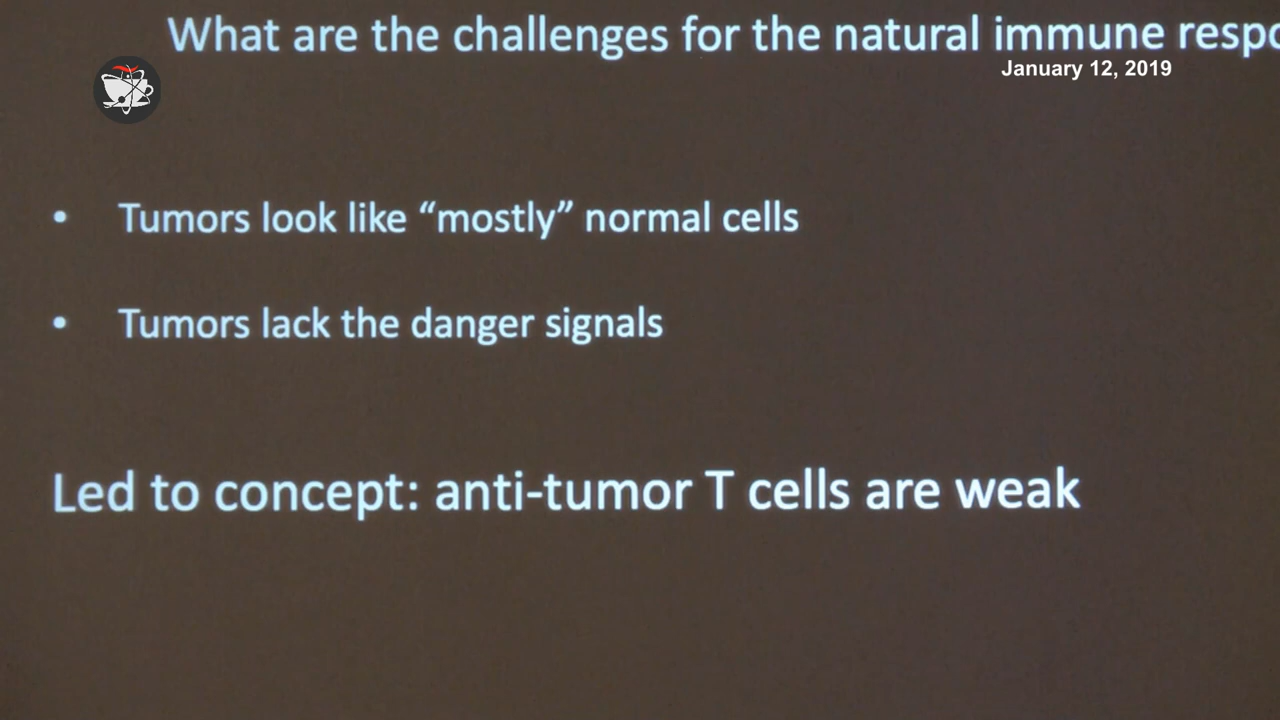 What are the challenges for the natural immune respo
January 12, 2019
• Tumors look like “mostly” normal cells
• Tumors lack the danger signals
Led to concept: anti-tumor T cells are weak